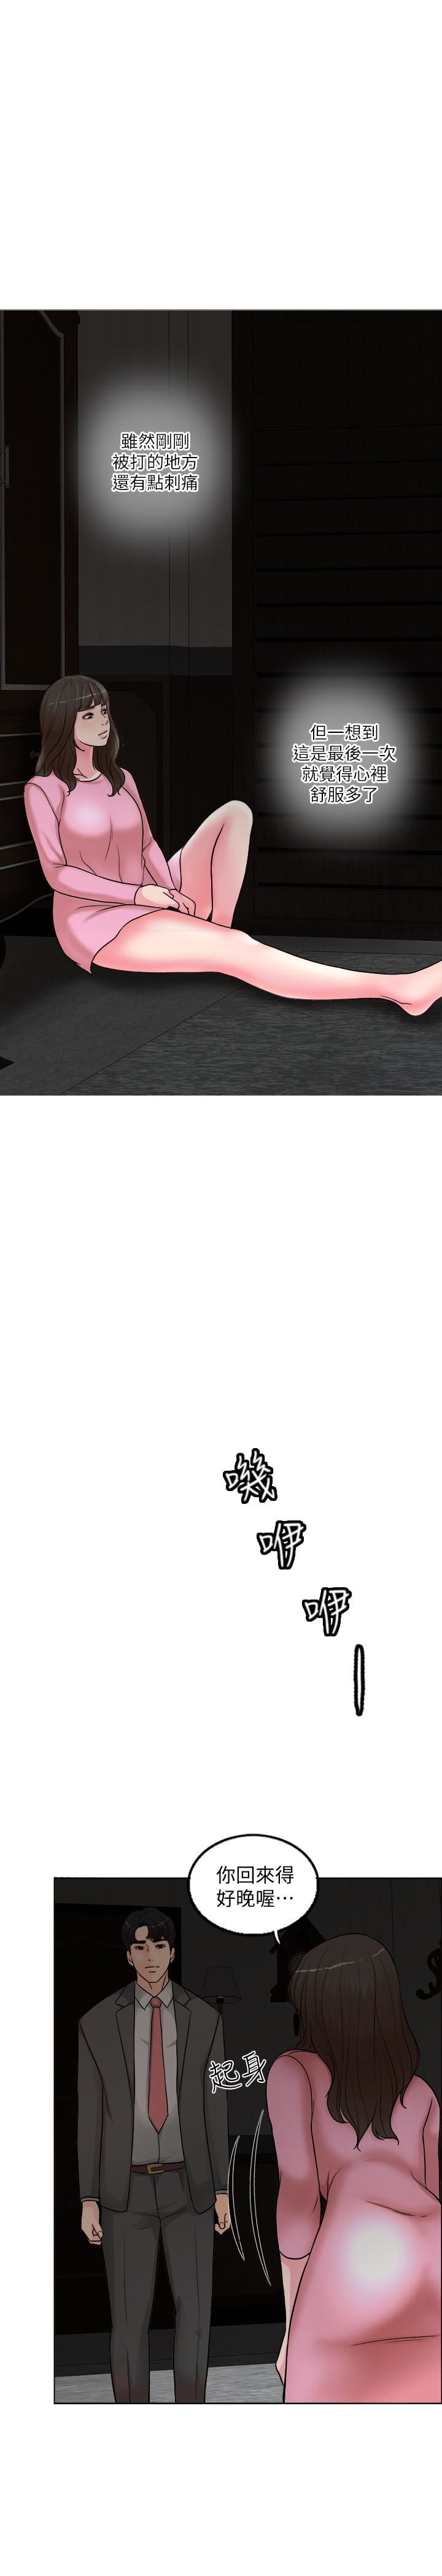 雖然剛剛
被打的地方
還有點刺痛
但一想到
這是最後一次
就覺得心裡
舒服多了
嘰
咿
咿
｜
你回來得
好晚喔⋯
起身